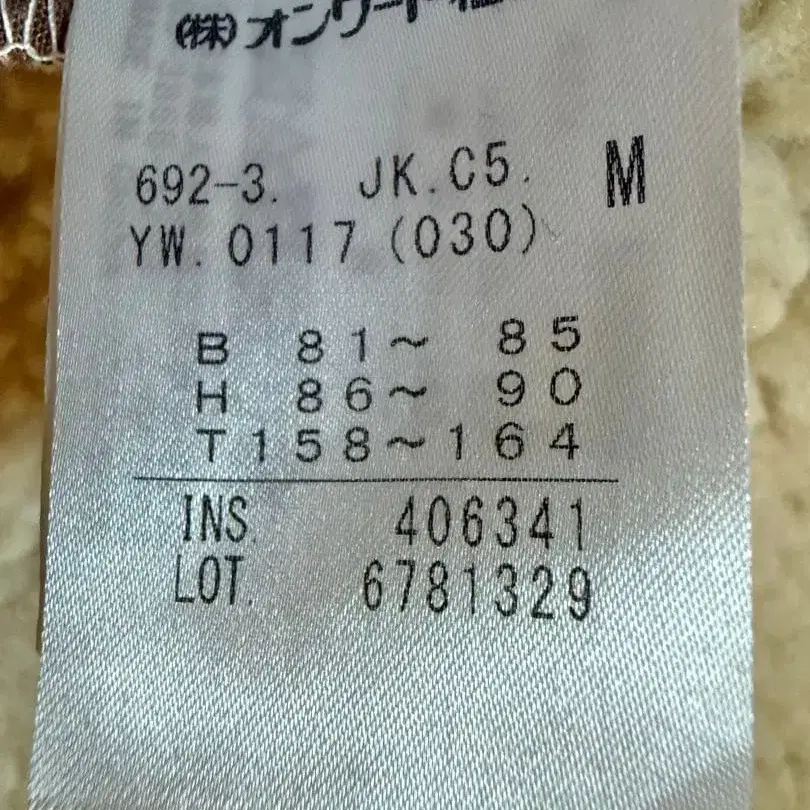 (株)オンワード
692-3. JK.C5. M
YW.0117(030)
B 81～ 85
H 86～ 90
T158～164
INS. 406341
LOT. 6781329